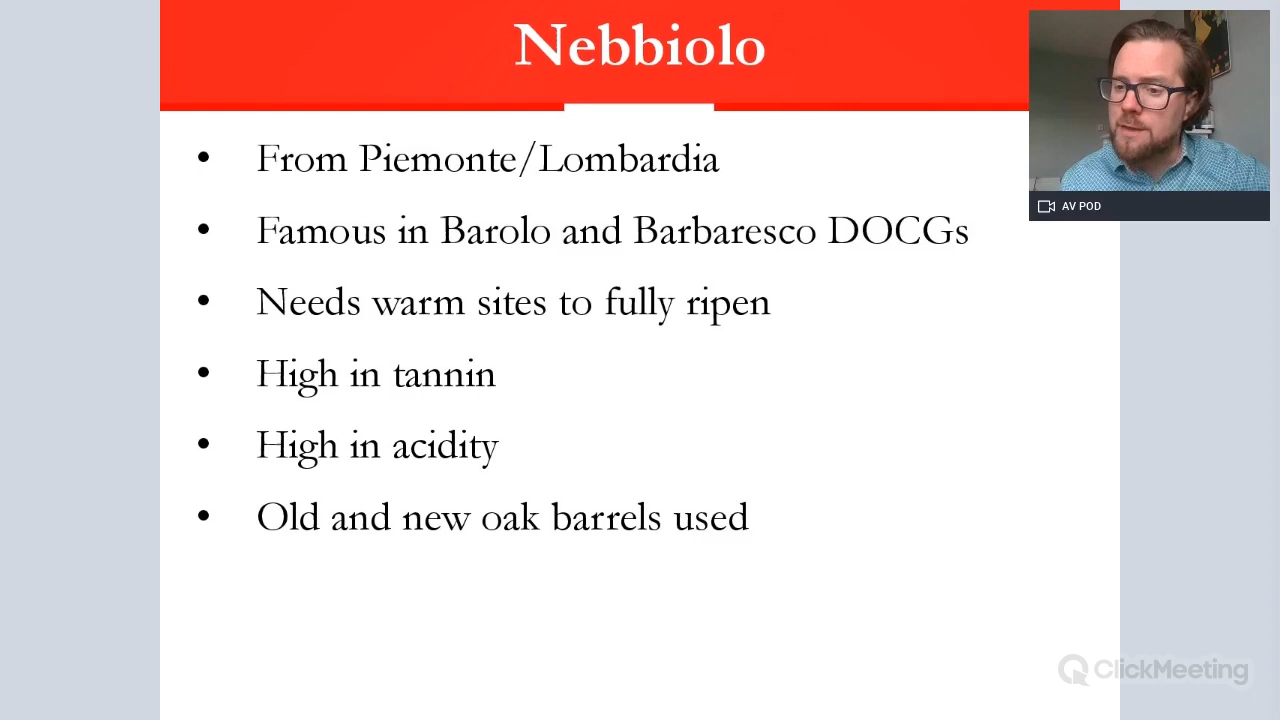 Nebbiolo
• From Piemonte/Lombardia
• Famous in Barolo and Barbaresco DOCGs
• Needs warm sites to fully ripen
• High in tannin
• High in acidity
• Old and new oak barrels used
AV POD
ClickMeeting